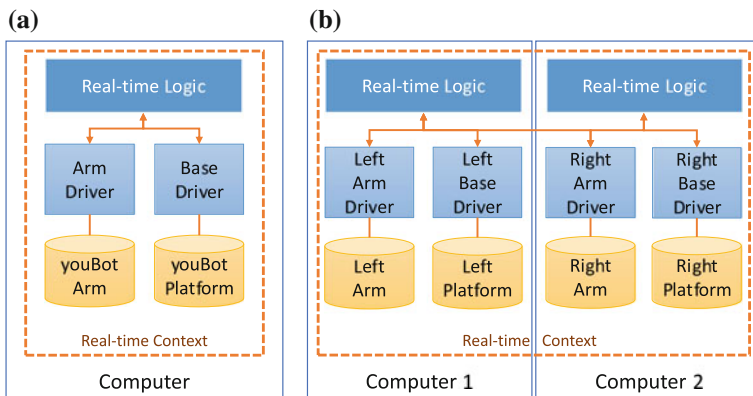 (a)
Real-time Logic
Arm
Driver
Base
Driver
youBot
Arm
youBot
Platform
Real-time Context
Computer
(b)
Real-time Logic
Real-time Logic
Left
Arm
Driver
Left
Base
Driver
Right
Arm
Driver
Right
Base
Driver
Left
Arm
Left
Platform
Right
Arm
Right
Platform
Real-time Context
Computer 1
Computer 2